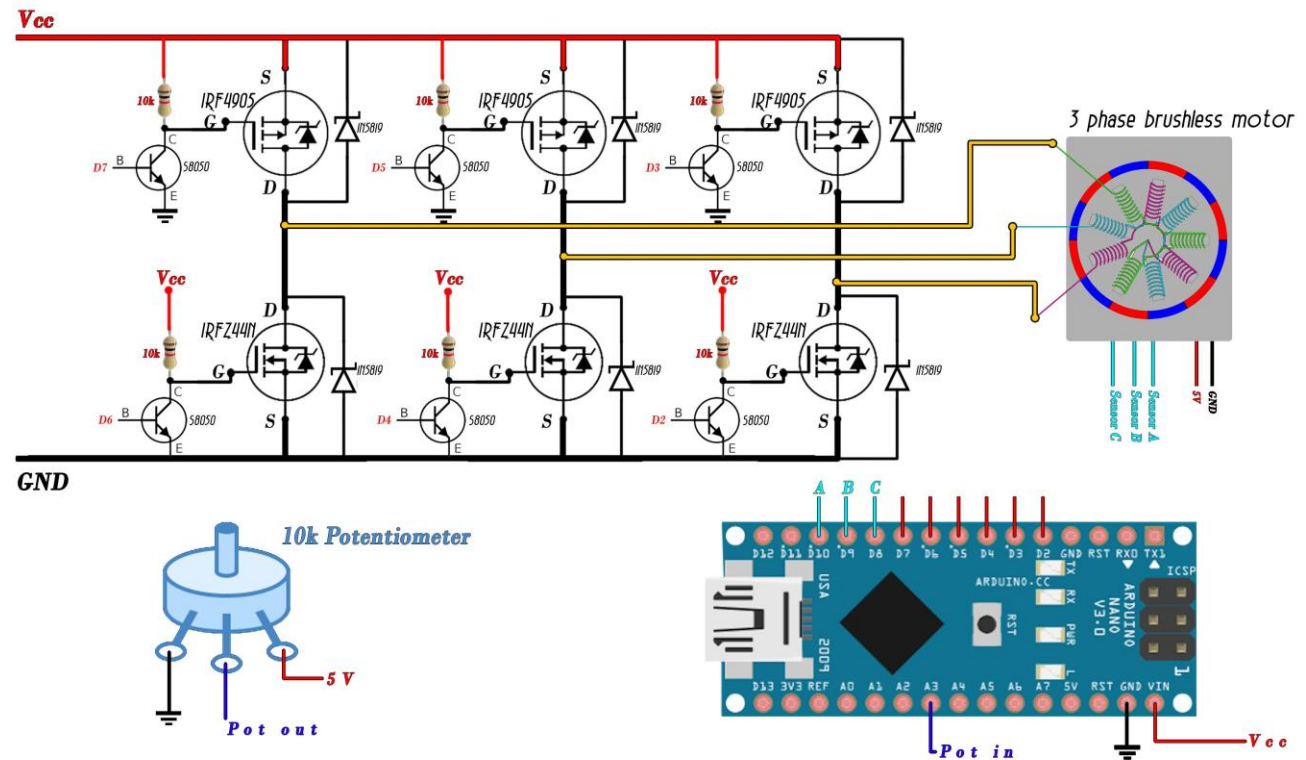 Vcc
S
S
S
10k
IRF4905
10k
IRF4905
10k
IRF4905
G
G
G
1N5819
1N5819
1N5819
3 phase brushless motor
C
C
C
D7
B
S8050
D5
B
S8050
D3
B
S8050
E
E
E
D
D
D
Vcc
Vcc
Vcc
D
D
D
10k
IRFZ44N
10k
IRFZ44N
10k
IRFZ44N
G
G
G
1N5819
1N5819
1N5819
C
C
C
D6
B
S8050
D4
B
S8050
D2
B
S8050
S
S
S
E
E
E
Sensor C
Sensor B
Sensor A
5V
GND
GND
10k Potentiometer
5 V
Pot out
A B C
D12 D11 D10 D9 D8 D7 D6 D5 D4 D3 D2 GND RST RX0 TX1
ICSP
TX
RX
PWR
L
USA
2009
ARDUINO.CC
RST
ARDUINO
NANO
V3.0
1
D13 3V3 REF A0 A1 A2 A3 A4 A5 A6 A7 5V RST GND VIN
Pot in
Vcc